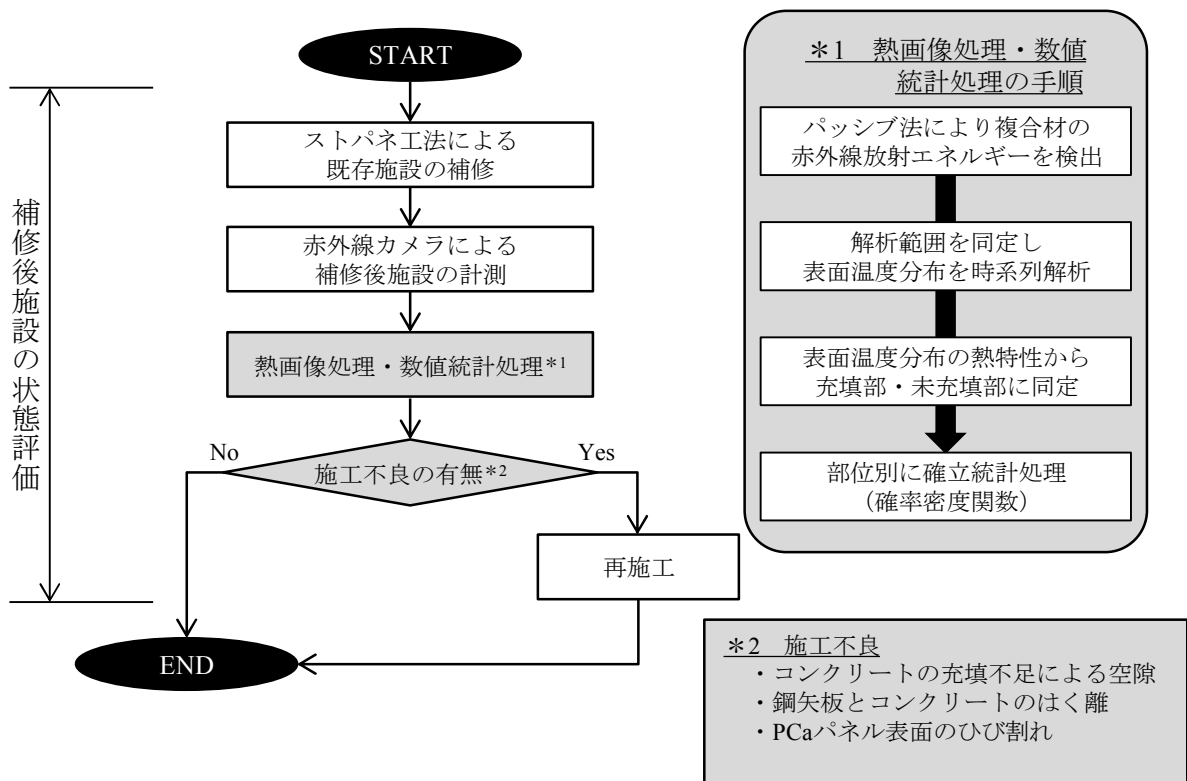 START
ストパネ工法による
既存施設の補修
赤外線カメラによる
補修後施設の計測
熱画像処理・数値統計処理*1
施工不良の有無*2
No
Yes
再施工
END
補修後施設の状態評価
＊1　熱画像処理・数値
統計処理の手順
パッシブ法により複合材の
赤外線放射エネルギーを検出
解析範囲を同定し
表面温度分布を時系列解析
表面温度分布の熱特性から
充填部・未充填部に同定
部位別に確立統計処理
（確率密度関数）
＊2　施工不良
・コンクリートの充填不足による空隙
・鋼矢板とコンクリートのはく離
・PCaパネル表面のひび割れ